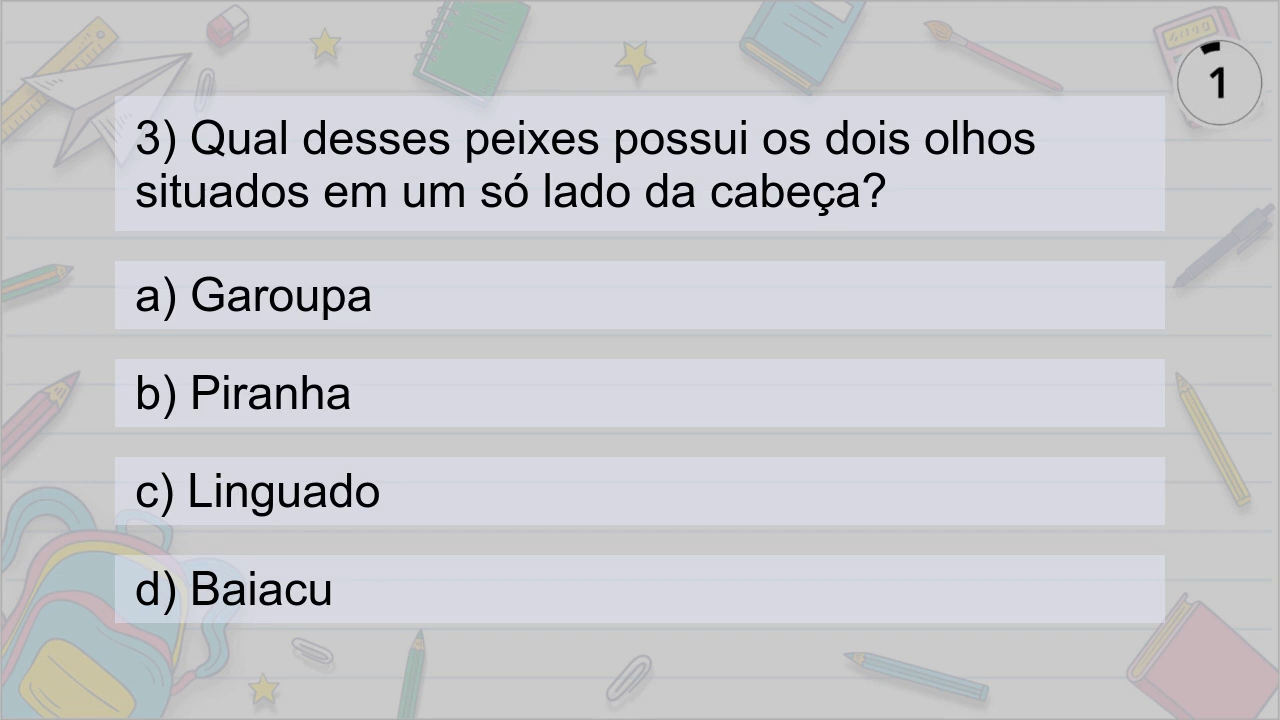 1
3) Qual desses peixes possui os dois olhos
situados em um só lado da cabeça?
a) Garoupa
b) Piranha
c) Linguado
d) Baiacu